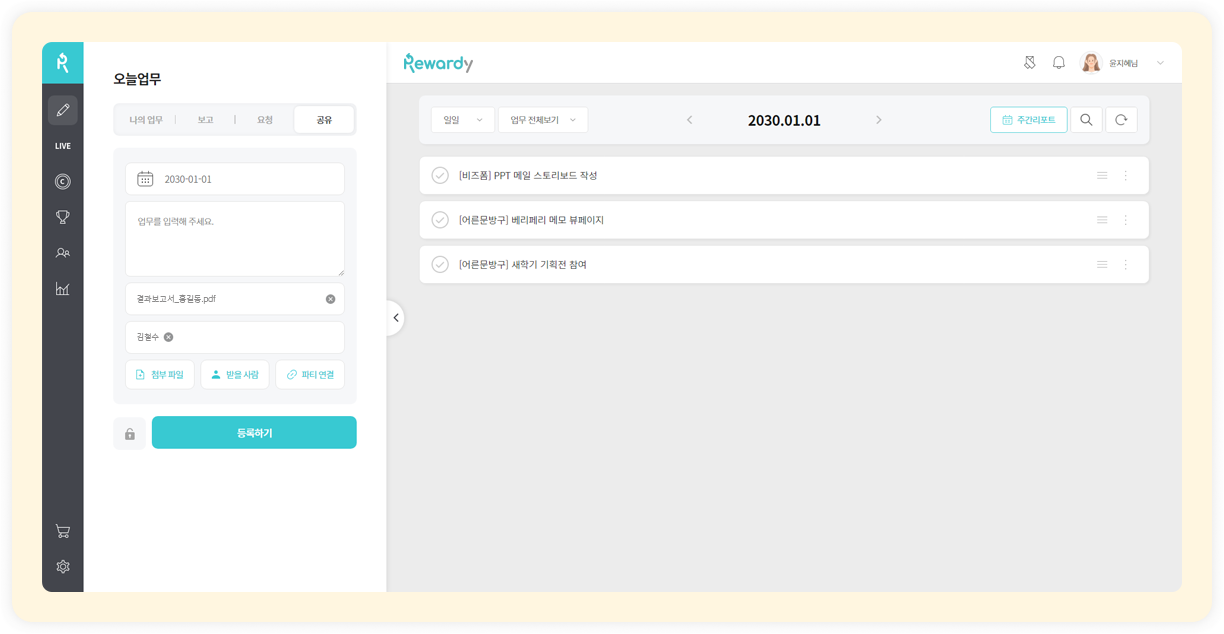 오늘업무
나의 업무 보고 요청 공유
2030-01-01
업무를 입력해 주세요.
결과보고서_홍길동.pdf
김철수
첨부 파일 받을 사람 파티 연결
등록하기
LIVE
C
Rewardy
윤지혜님
일일 업무 전체보기 2030.01.01 주간리포트
[비즈폼] PPT 메일 스토리보드 작성
[어른문방구] 베리페리 메모 뷰페이지
[어른문방구] 새학기 기획전 참여